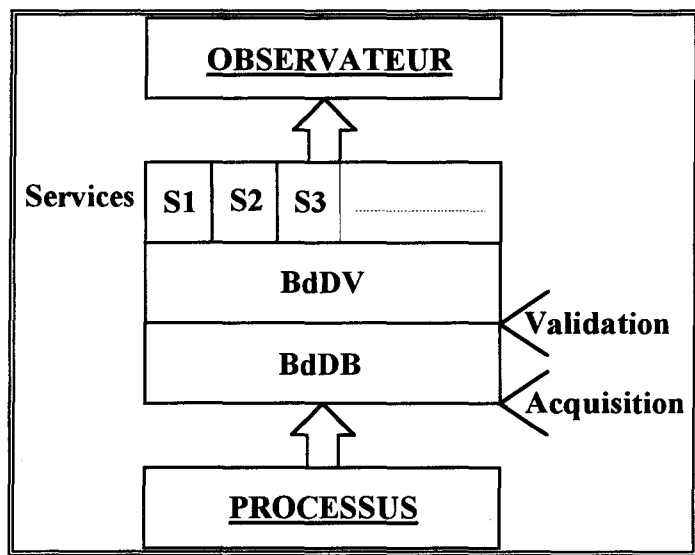 OBSERVATEUR
Services S1 S2 S3 ........................
BdDV
Validation
BdDB
Acquisition
PROCESSUS